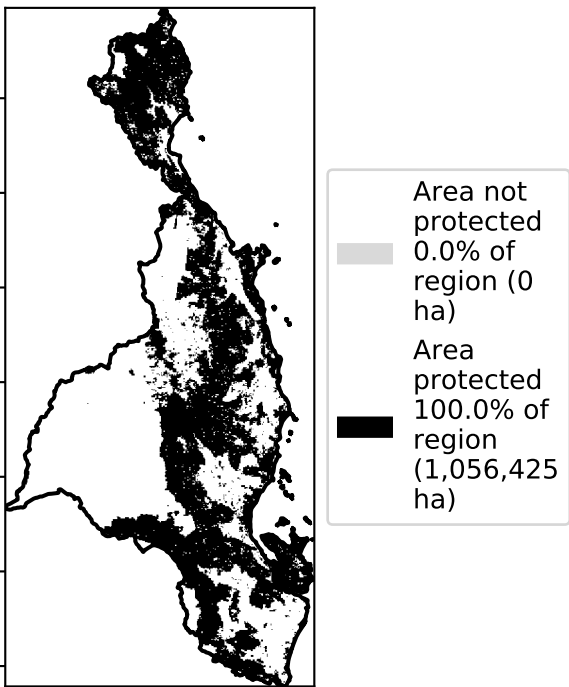 Area not
protected
0.0% of
region (0
ha)
Area
protected
100.0% of
region
(1,056,425
ha)